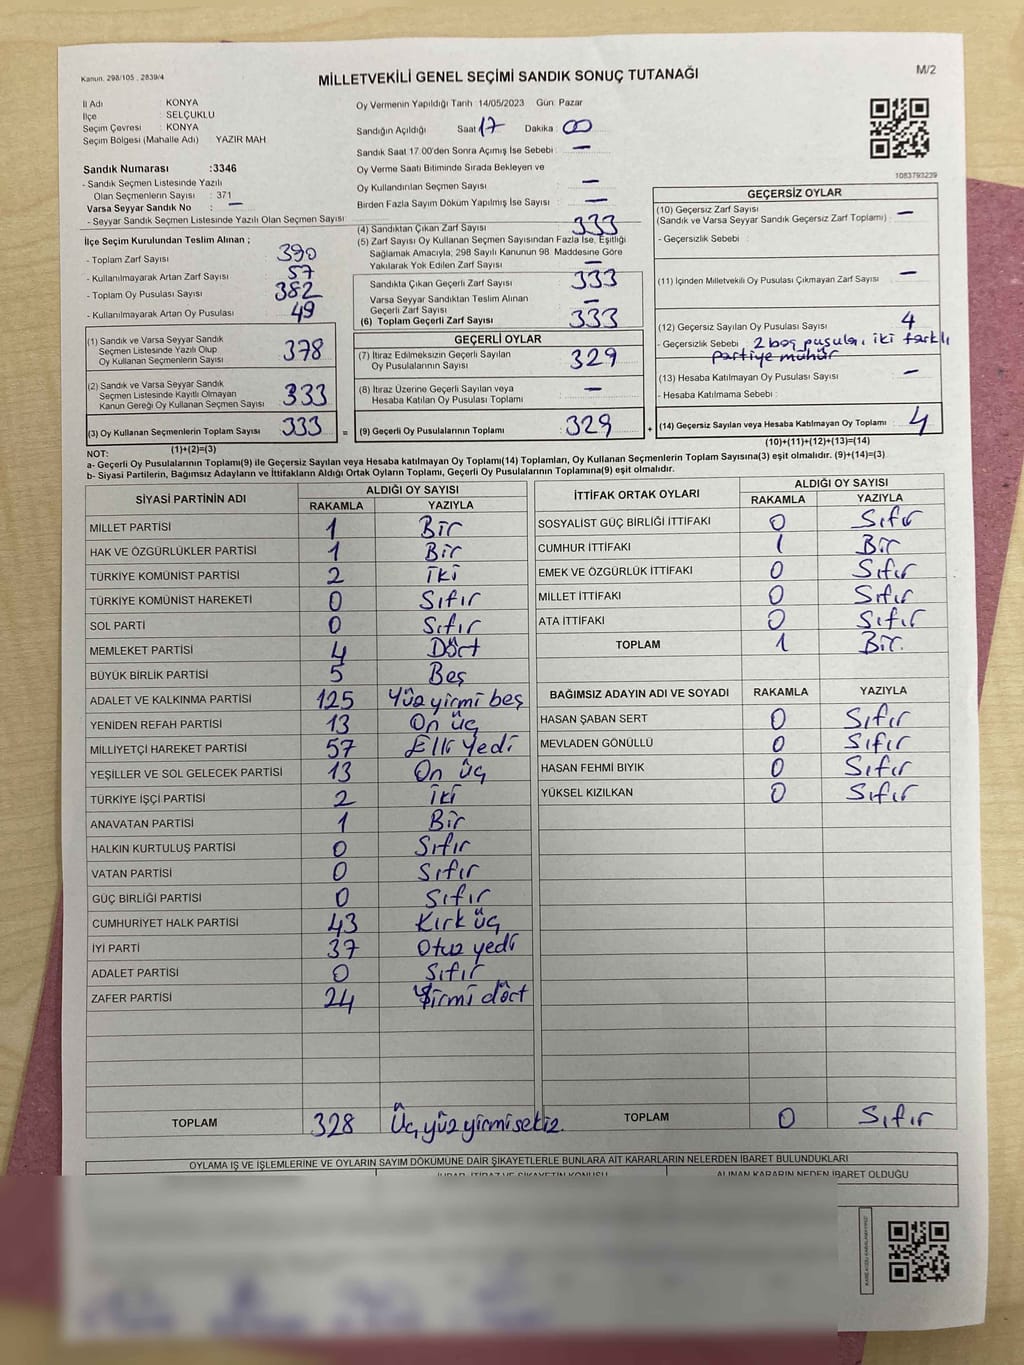 Kanun. 298/105 , 2839/4
MİLLETVEKİLİ GENEL SEÇİMİ SANDIK SONUÇ TUTANAĞI
M/2
İl Adı : KONYA
İlçe : SELÇUKLU
Seçim Çevresi : KONYA
Seçim Bölgesi (Mahalle Adı) YAZIR MAH
Sandık Numarası :3346
- Sandık Seçmen Listesinde Yazılı
Olan Seçmenlerin Sayısı : 371
Varsa Seyyar Sandık No : —
- Seyyar Sandık Seçmen Listesinde Yazılı Olan Seçmen Sayısı
Oy Vermenin Yapıldığı Tarih :14/05/2023 Gün: Pazar
Sandığın Açıldığı Saat 17 Dakika : 00
Sandık Saat 17:00'den Sonra Açımış İse Sebebi : —
Oy Verme Saati Bitiminde Sırada Bekleyen ve
Oy Kullandırılan Seçmen Sayısı : —
Birden Fazla Sayım Döküm Yapılmış İse Sayısı : —
1083793239
İlçe Seçim Kurulundan Teslim Alınan ;
- Toplam Zarf Sayısı : 390
- Kullanılmayarak Artan Zarf Sayısı : 57
- Toplam Oy Pusulası Sayısı : 382
- Kullanılmayarak Artan Oy Pusulası : 49
(1) Sandık ve Varsa Seyyar Sandık
Seçmen Listesinde Yazılı Olup
Oy Kullanan Seçmenlerin Sayısı : 378
(2) Sandık ve Varsa Seyyar Sandık
Seçmen Listesinde Kayıtlı Olmayan
Kanun Gereği Oy Kullanan Seçmen Sayısı : 333
(3) Oy Kullanan Seçmenlerin Toplam Sayısı : 333
(1)+(2)=(3)
(4) Sandıktan Çıkan Zarf Sayısı : 333
(5) Zarf Sayısı Oy Kullanan Seçmen Sayısından Fazla İse, Eşitliği
Sağlamak Amacıyla, 298 Sayılı Kanunun 98. Maddesine Göre
Yakılarak Yok Edilen Zarf Sayısı : —
Sandıkta Çıkan Geçerli Zarf Sayısı : 333
Varsa Seyyar Sandıktan Teslim Alınan
Geçerli Zarf Sayısı : —
(6) Toplam Geçerli Zarf Sayısı : 333
GEÇERLİ OYLAR
(7) İtiraz Edilmeksizin Geçerli Sayılan
Oy Pusulalarının Sayısı : 329
(8) İtiraz Üzerine Geçerli Sayılan veya
Hesaba Katılan Oy Pusulası Toplamı : —
= (9) Geçerli Oy Pusulalarının Toplamı : 329
GEÇERSİZ OYLAR
(10) Geçersiz Zarf Sayısı
(Sandık ve Varsa Seyyar Sandık Geçersiz Zarf Toplamı) : —
- Geçersizlik Sebebi :
(11) İçinden Milletvekili Oy Pusulası Çıkmayan Zarf Sayısı : —
(12) Geçersiz Sayılan Oy Pusulası Sayısı : 4
- Geçersizlik Sebebi : 2 boş pusula, iki farklı
partiye mühür
(13) Hesaba Katılmayan Oy Pusulası Sayısı : —
- Hesaba Katılmama Sebebi :
+ (14) Geçersiz Sayılan veya Hesaba Katılmayan Oy Toplamı : 4
(10)+(11)+(12)+(13)=(14)
NOT:
a- Geçerli Oy Pusulalarının Toplamı(9) ile Geçersiz Sayılan veya Hesaba katılmayan Oy Toplamı(14) Toplamları, Oy Kullanan Seçmenlerin Toplam Sayısına(3) eşit olmalıdır. (9)+(14)=(3)
b- Siyasi Partilerin, Bağımsız Adayların ve İttifakların Aldığı Ortak Oyların Toplamı, Geçerli Oy Pusulalarının Toplamına(9) eşit olmalıdır.
SİYASİ PARTİNİN ADI ALDIĞI OY SAYISI
RAKAMLA YAZIYLA
MİLLET PARTİSİ 1 Bir
HAK VE ÖZGÜRLÜKLER PARTİSİ 1 Bir
TÜRKİYE KOMÜNİST PARTİSİ 2 İki
TÜRKİYE KOMÜNİST HAREKETİ 0 Sıfır
SOL PARTİ 0 Sıfır
MEMLEKET PARTİSİ 4 Dört
BÜYÜK BİRLİK PARTİSİ 5 Beş
ADALET VE KALKINMA PARTİSİ 125 Yüz yirmi beş
YENİDEN REFAH PARTİSİ 13 On üç
MİLLİYETÇİ HAREKET PARTİSİ 57 Elli Yedi
YEŞİLLER VE SOL GELECEK PARTİSİ 13 On üç
TÜRKİYE İŞÇİ PARTİSİ 2 İki
ANAVATAN PARTİSİ 1 Bir
HALKIN KURTULUŞ PARTİSİ 0 Sıfır
VATAN PARTİSİ 0 Sıfır
GÜÇ BİRLİĞİ PARTİSİ 0 Sıfır
CUMHURİYET HALK PARTİSİ 43 Kırk üç
İYİ PARTİ 37 Otuz yedi
ADALET PARTİSİ 0 Sıfır
ZAFER PARTİSİ 24 Yirmi dört
TOPLAM 328 Üç yüz yirmi sekiz.
İTTİFAK ORTAK OYLARI ALDIĞI OY SAYISI
RAKAMLA YAZIYLA
SOSYALİST GÜÇ BİRLİĞİ İTTİFAKI 0 Sıfır
CUMHUR İTTİFAKI 1 Bir
EMEK VE ÖZGÜRLÜK İTTİFAKI 0 Sıfır
MİLLET İTTİFAKI 0 Sıfır
ATA İTTİFAKI 0 Sıfır
TOPLAM 1 Bir.
BAĞIMSIZ ADAYIN ADI VE SOYADI RAKAMLA YAZIYLA
HASAN ŞABAN SERT 0 Sıfır
MEVLADEN GÖNÜLLÜ 0 Sıfır
HASAN FEHMİ BIYIK 0 Sıfır
YÜKSEL KIZILKAN 0 Sıfır
TOPLAM 0 Sıfır
OYLAMA İŞ VE İŞLEMLERİNE VE OYLARIN SAYIM DÖKÜMÜNE DAİR ŞİKAYETLERLE BUNLARA AİT KARARLARIN NELERDEN İBARET BULUNDUKLARI
İHBAR, İTİRAZ VE ŞİKAYETİN KONUSU ALINAN KARARIN NEDEN İBARET OLDUĞU